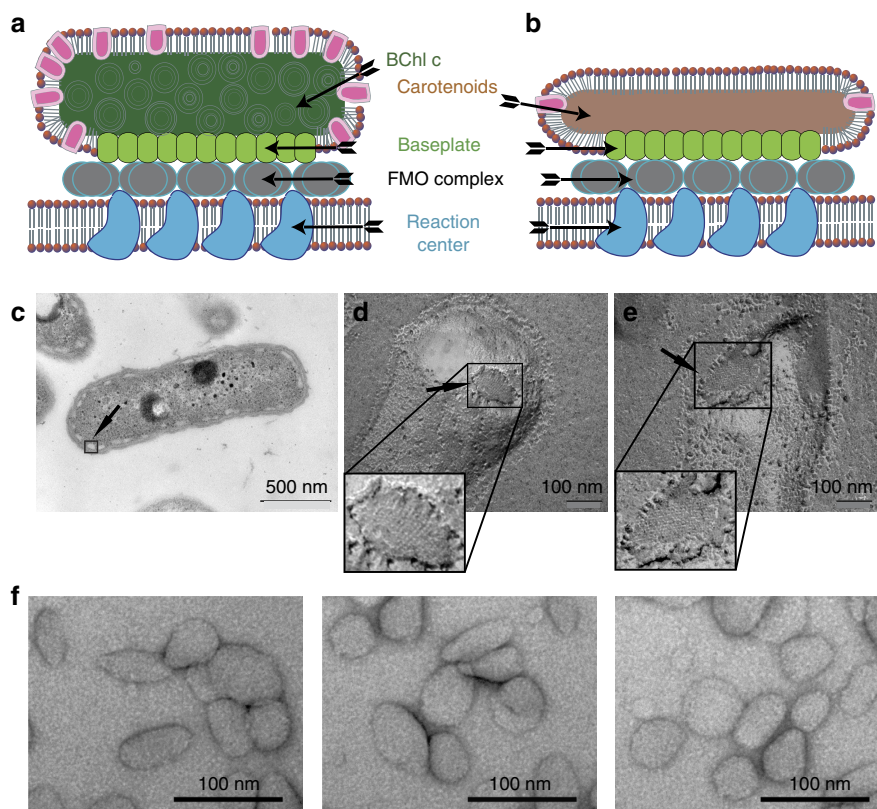 a
b
BChl c
Carotenoids
Baseplate
FMO complex
Reaction
center
c
d
e
500 nm
100 nm
100 nm
f
100 nm
100 nm
100 nm